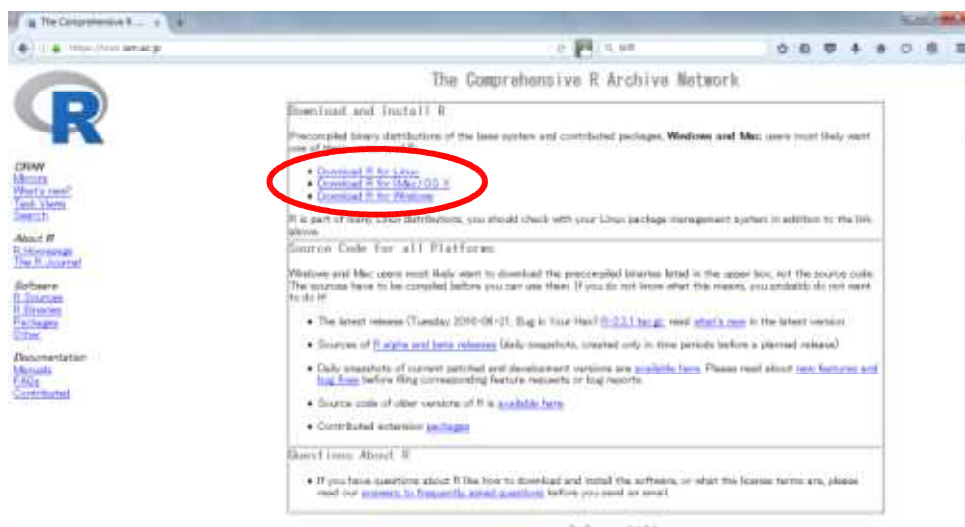 The Comprehensive R ...
The Comprehensive R Archive Network
R
CRAN
Mirrors
What's new?
Task Views
Search
About R
R Homepage
The R Journal
Software
R Sources
R Binaries
Packages
Other
Documentation
Manuals
FAQs
Contributed
Download and Install R
Precompiled binary distributions of the base system and contributed packages, Windows and Mac users most likely want
one of these versions of R:
Download R for Linux
Download R for (Mac) OS X
Download R for Windows
R is part of many Linux distributions, you should check with your Linux package management system in addition to the link
above.
Source Code for all Platforms
Windows and Mac users most likely want to download the precompiled binaries listed in the upper box, not the source code.
The sources have to be compiled before you can use them. If you do not know what this means, you probably do not want
to do it!
The latest release (Tuesday 2016-06-21, Bug in Your Hair) R-3.3.1.tar.gz, read what's new in the latest version.
Sources of R alpha and beta releases (daily snapshots, created only in time periods before a planned release).
Daily snapshots of current patched and development versions are available here. Please read about new features and
bug fixes before filing corresponding feature requests or bug reports.
Source code of older versions of R is available here.
Contributed extension packages
Questions About R
If you have questions about R like how to download and install the software, or what the license terms are, please
read our answers to frequently asked questions before you send an email.